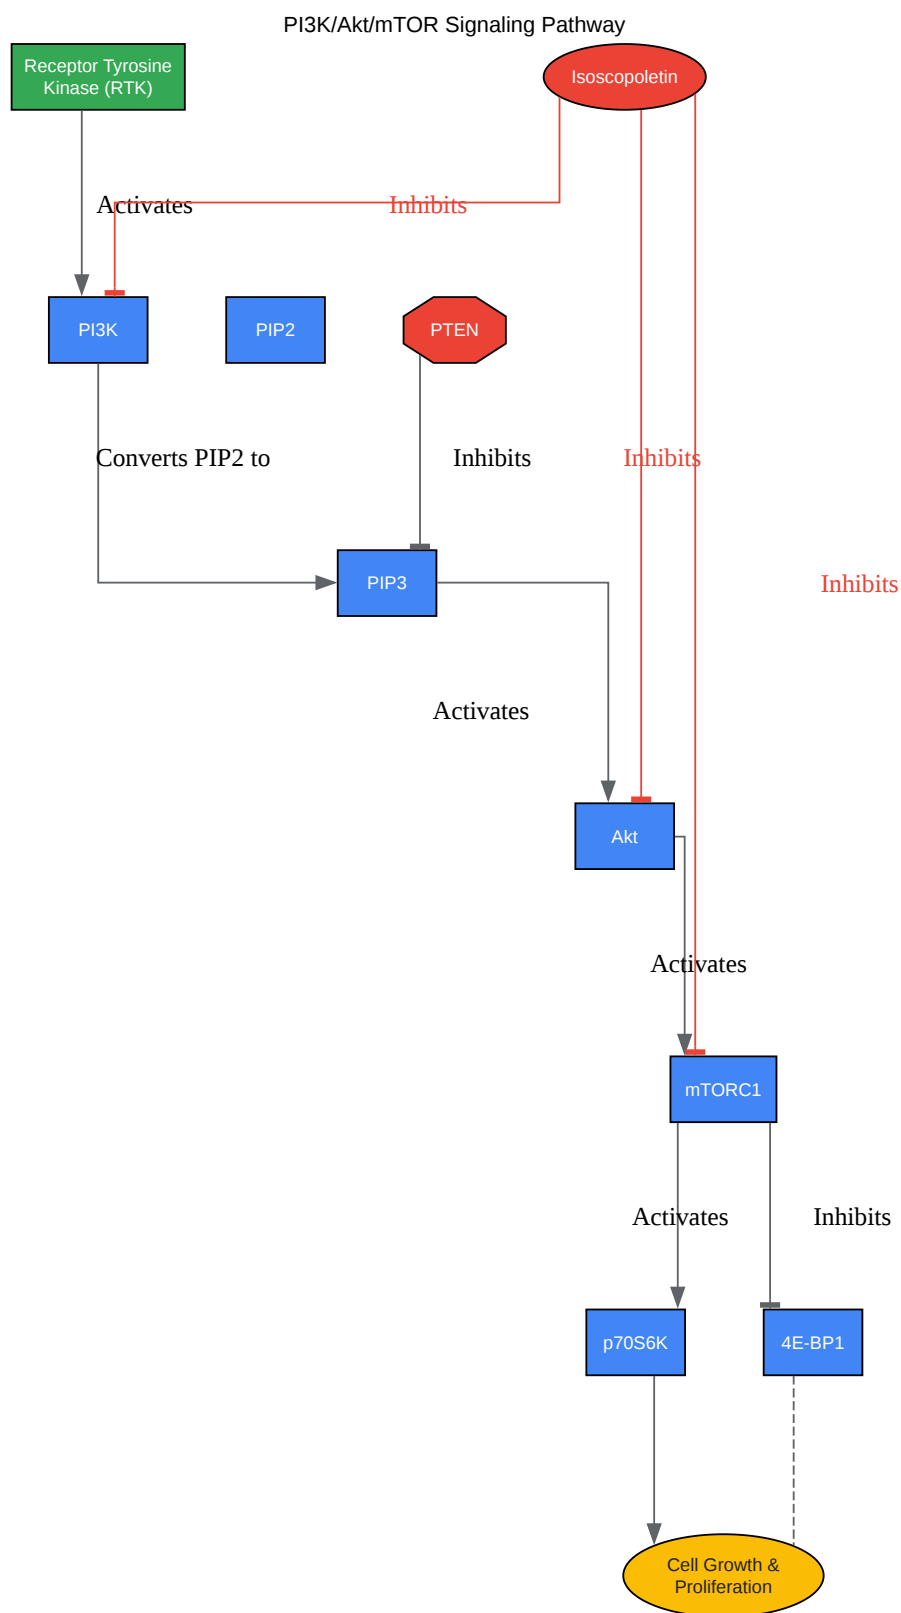 PI3K/Akt/mTOR Signaling Pathway
Receptor Tyrosine
Kinase (RTK)
Isoscopoletin
Activates
Inhibits
PI3K
PIP2
PTEN
Converts PIP2 to
Inhibits
Inhibits
PIP3
Inhibits
Activates
Akt
Activates
mTORC1
Activates
Inhibits
p70S6K
4E-BP1
Cell Growth &
Proliferation